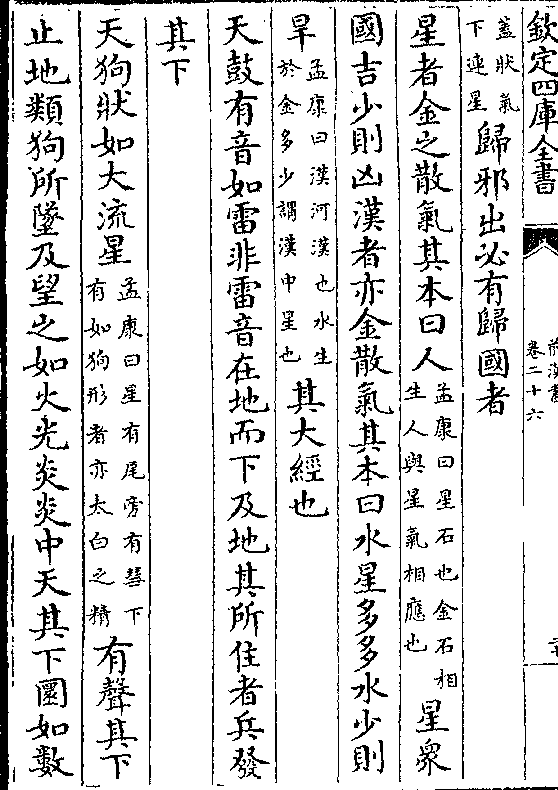 欽定四庫全書
前漢書
卷二十六
蓋狀氣
下連星
歸邪出必有歸國者
星者金之散氣其本曰人
孟康曰星石也金石相
生人與星氣相應也
星衆
國吉少則凶漢者亦金散氣其本曰水星多多水少則
旱
孟康曰漢河漢也水生
於金多少謂漢中星也
其大經也
天鼓有音如雷非雷音在地而下及地其所住者兵發
其下
天狗狀如大流星
孟康曰星有尾旁有彗下
有如狗形者亦太白之精
有聲其下
止地類狗所墬及望之如火光炎炎中天其下圜如數